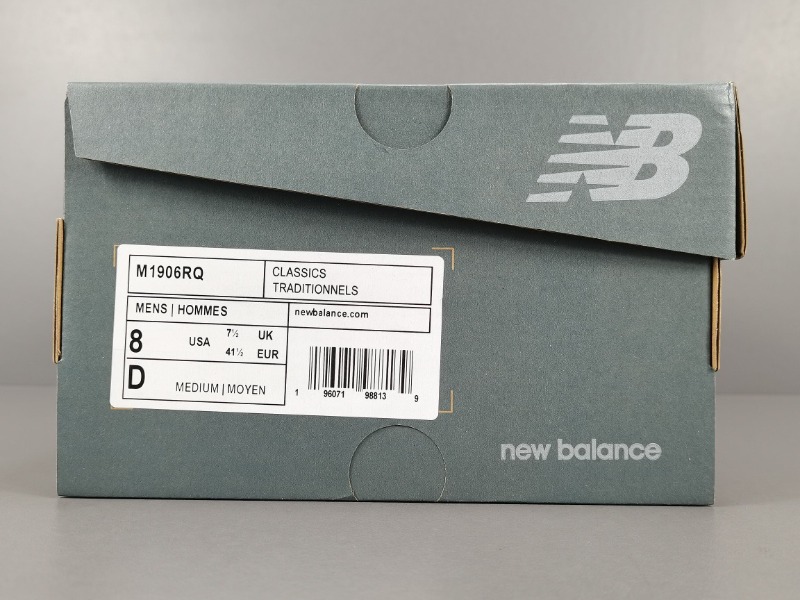 NB
M1906RQ
CLASSICS
TRADITIONNELS
MENS | HOMMES
newbalance.com
8 USA 7½ UK
41½ EUR
D MEDIUM | MOYEN
1 96071 98813 9
new balance